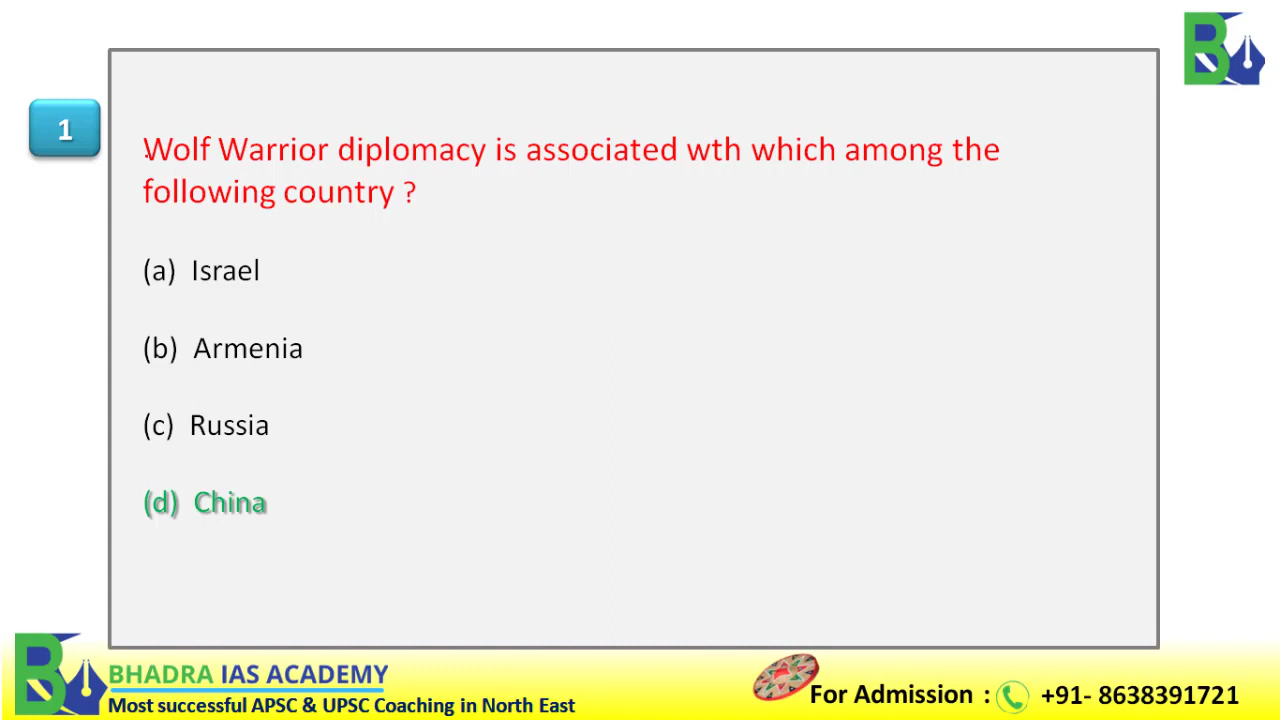 1
Wolf Warrior diplomacy is associated wth which among the
following country ?
(a) Israel
(b) Armenia
(c) Russia
(d) China
BHADRA IAS ACADEMY
Most successful APSC & UPSC Coaching in North East
For Admission : +91- 8638391721